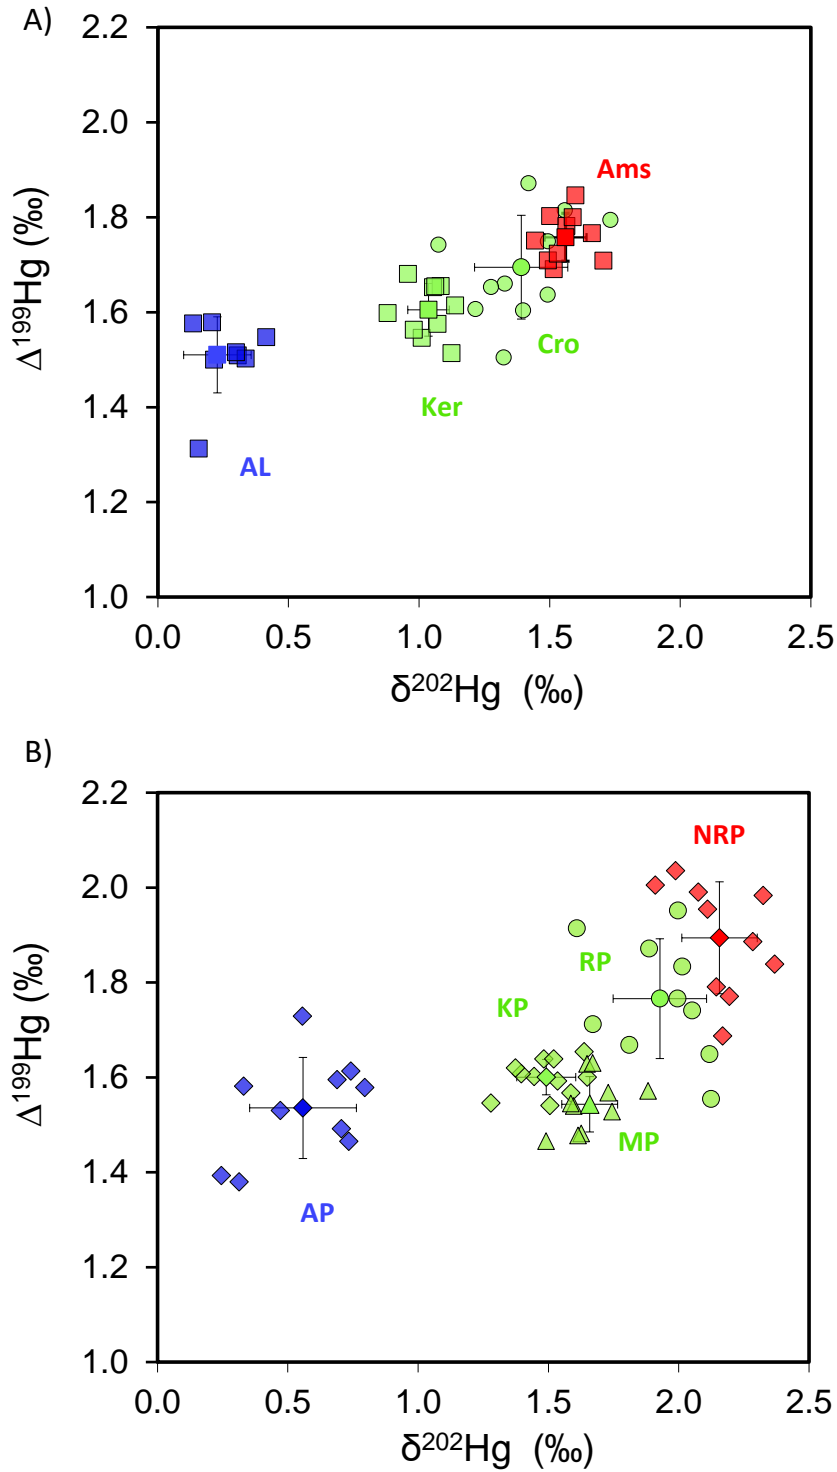 A)
2.2
2.0
1.8
1.6
1.4
1.2
1.0
Δ¹⁹⁹Hg (‰)
Ams
Cro
Ker
AL
0.0 0.5 1.0 1.5 2.0 2.5
δ²⁰²Hg (‰)
B)
2.2
2.0
1.8
1.6
1.4
1.2
1.0
Δ¹⁹⁹Hg (‰)
NRP
RP
KP
MP
AP
0.0 0.5 1.0 1.5 2.0 2.5
δ²⁰²Hg (‰)